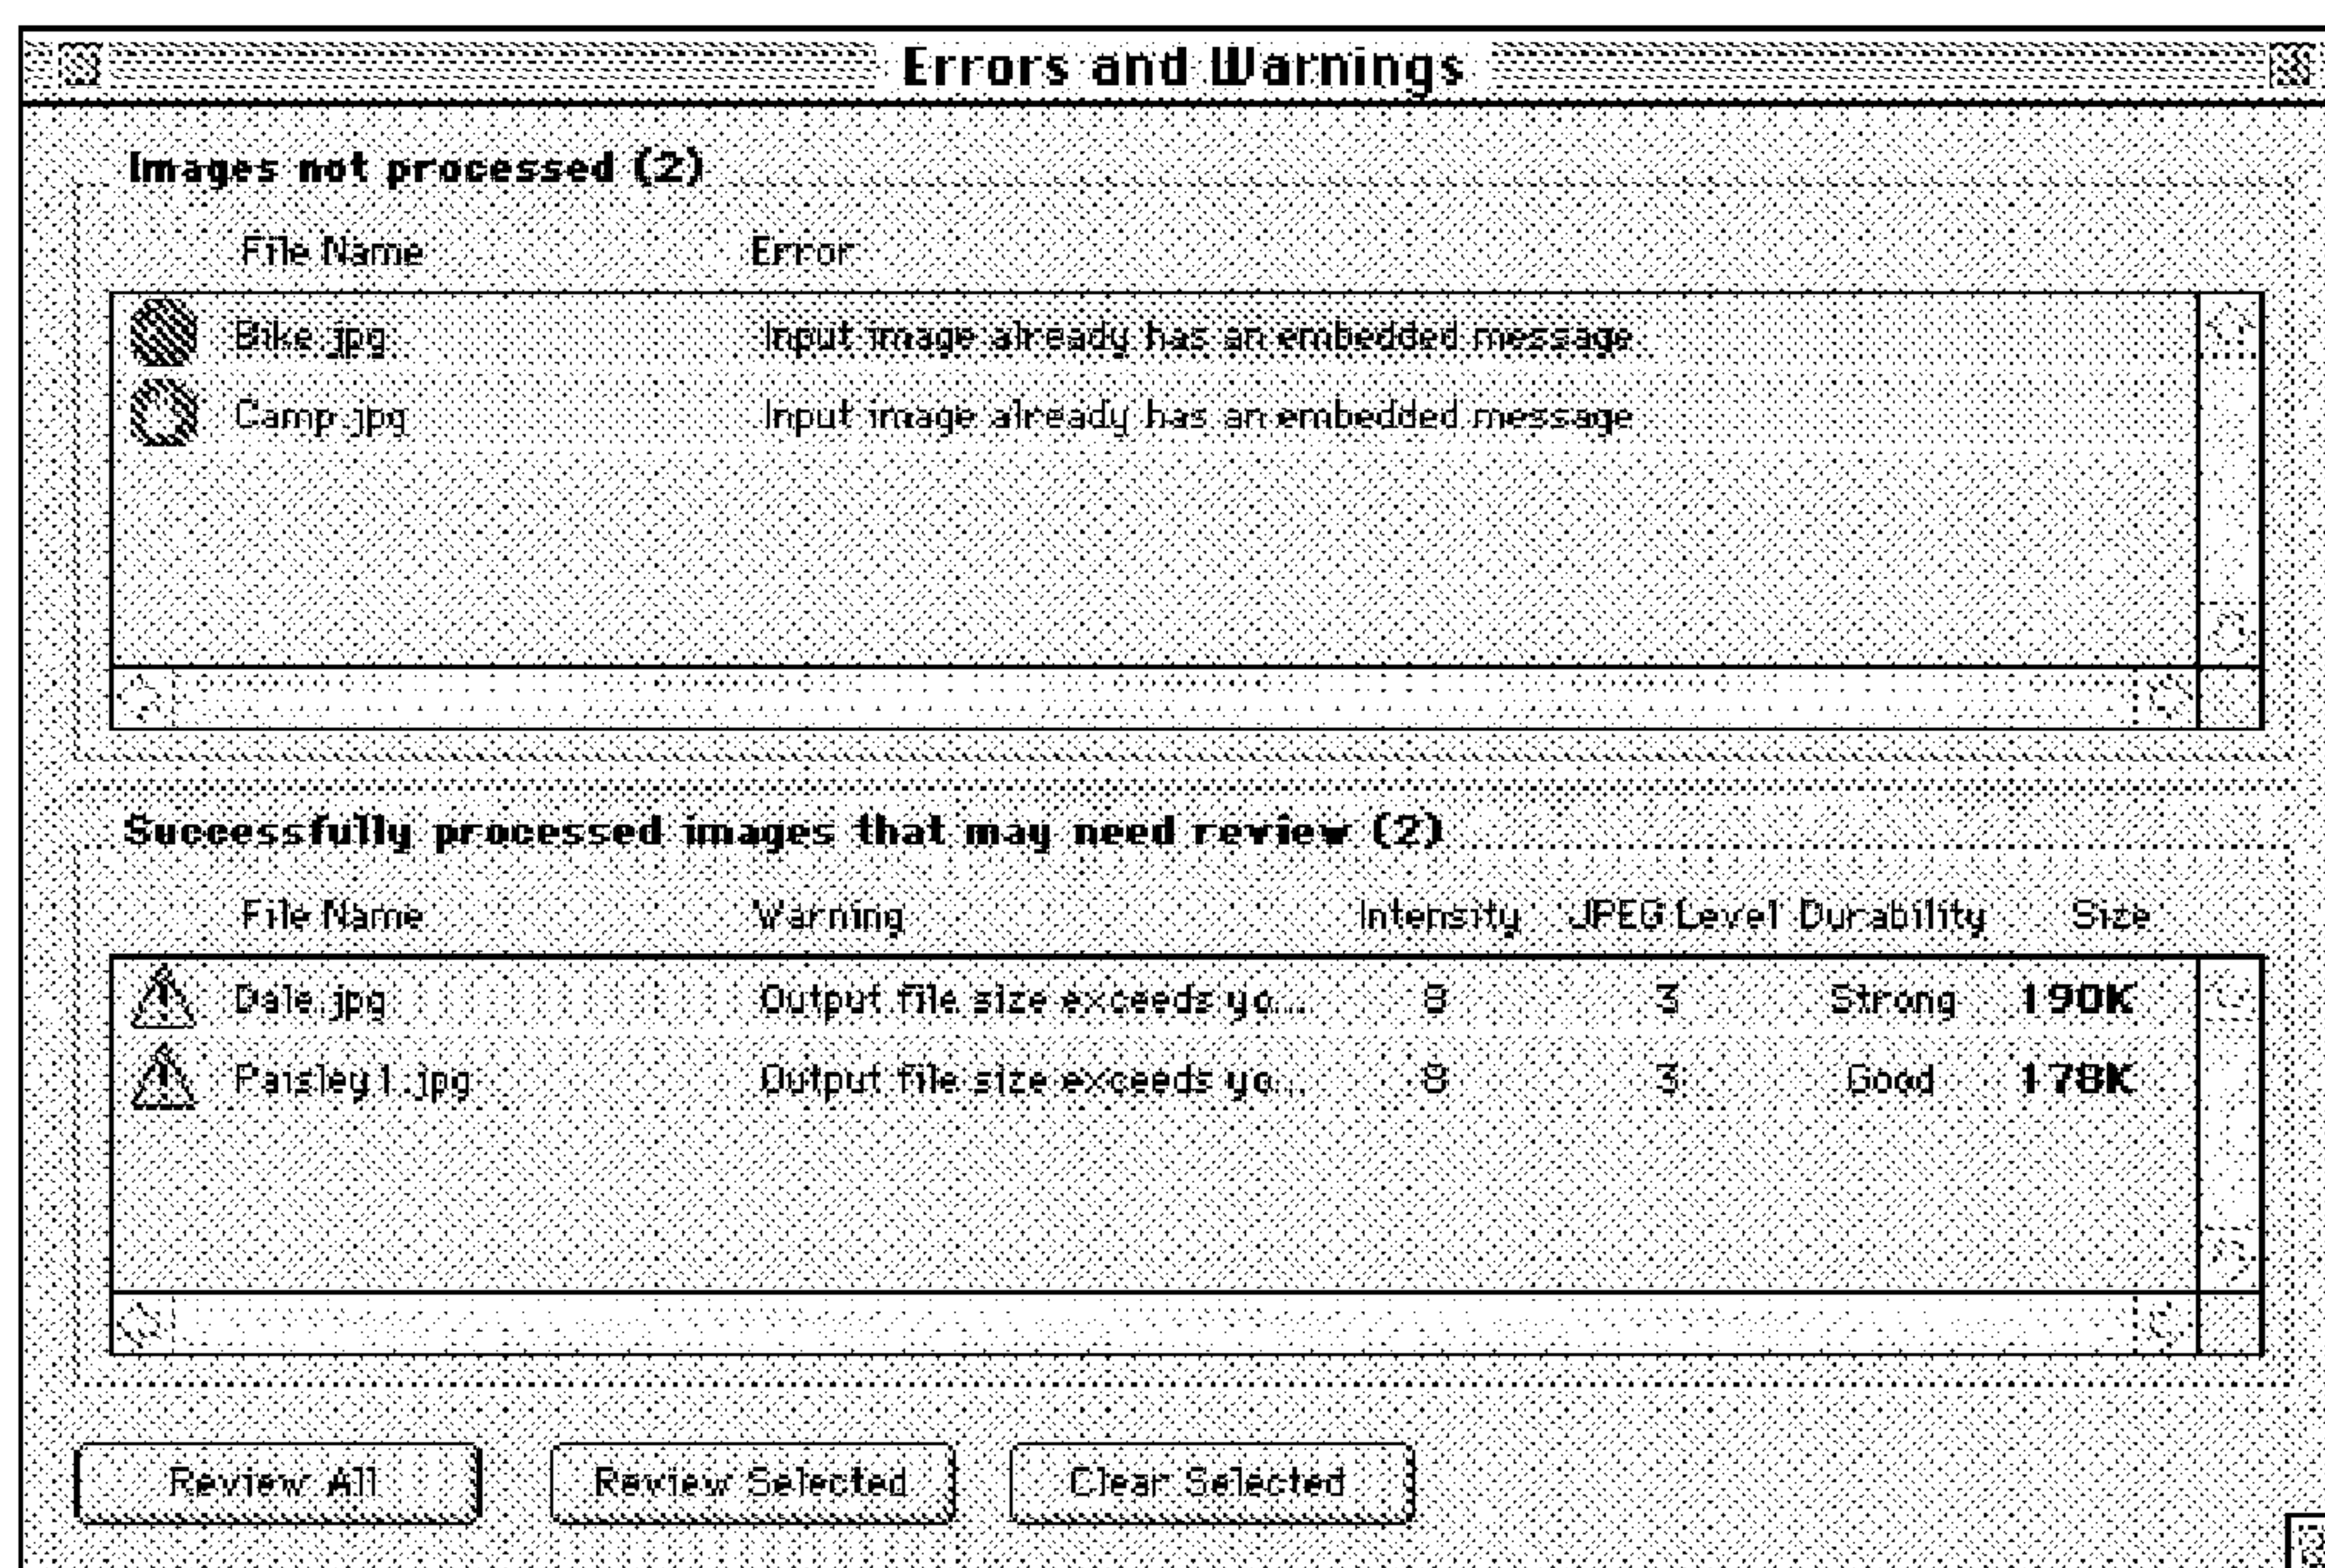 Errors and Warnings
Images not processed (2)
File Name Error
Bike.jpg Input image already has an embedded message
Camp.jpg Input image already has an embedded message
Successfully processed images that may need review (2)
File Name Warning Intensity JPEG Level Durability Size
Dale.jpg Output file size exceeds yo... 8 3 Strong 190K
Paisley1.jpg Output file size exceeds yo... 8 3 Good 178K
Review All Review Selected Clear Selected